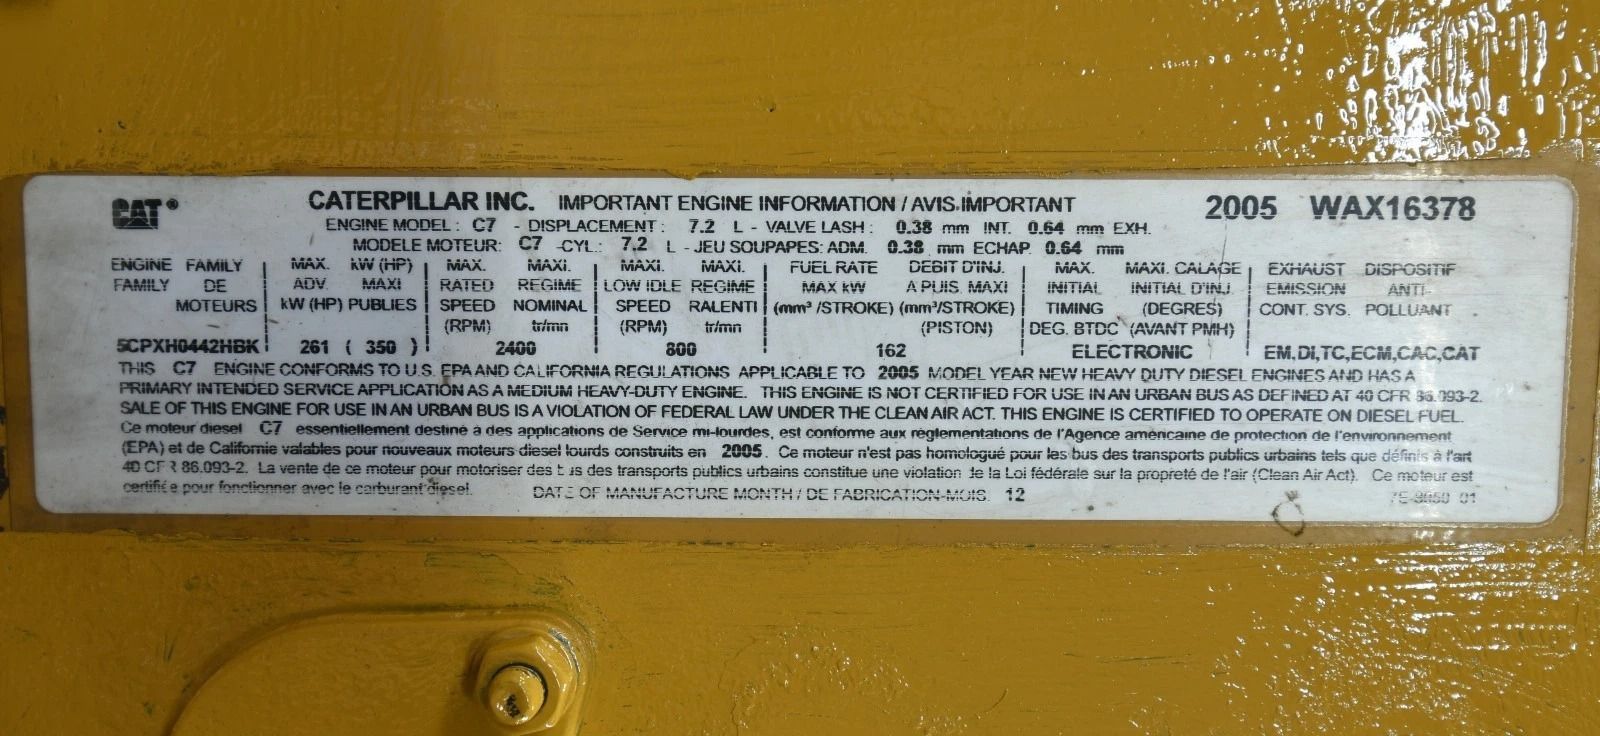 CAT® CATERPILLAR INC. IMPORTANT ENGINE INFORMATION / AVIS IMPORTANT 2005 WAX16378
ENGINE MODEL: C7 - DISPLACEMENT: 7.2 L - VALVE LASH: 0.38 mm INT. 0.64 mm EXH.
MODELE MOTEUR: C7 -CYL.: 7.2 L - JEU SOUPAPES: ADM. 0.38 mm ECHAP. 0.64 mm
ENGINE FAMILY MAX. kW (HP) MAX. MAXI. MAXI. MAXI. FUEL RATE DEBIT D'INJ. MAX. MAXI. CALAGE EXHAUST DISPOSITIF
FAMILY DE ADV. MAXI RATED REGIME LOW IDLE REGIME MAX kW A PUIS. MAXI INITIAL INITIAL D'INJ. EMISSION ANTI-
MOTEURS kW (HP) PUBLIES SPEED NOMINAL SPEED RALENTI (mm³ /STROKE) (mm³/STROKE) TIMING (DEGRES) CONT. SYS. POLLUANT
(RPM) tr/mn (RPM) tr/mn (PISTON) DEG. BTDC (AVANT PMH)
5CPXH0442HBK 261 ( 350 ) 2400 800 162 ELECTRONIC EM,DI,TC,ECM,CAC,CAT
THIS C7 ENGINE CONFORMS TO U.S. EPA AND CALIFORNIA REGULATIONS APPLICABLE TO 2005 MODEL YEAR NEW HEAVY DUTY DIESEL ENGINES AND HAS A
PRIMARY INTENDED SERVICE APPLICATION AS A MEDIUM HEAVY-DUTY ENGINE. THIS ENGINE IS NOT CERTIFIED FOR USE IN AN URBAN BUS AS DEFINED AT 40 CFR 86.093-2.
SALE OF THIS ENGINE FOR USE IN AN URBAN BUS IS A VIOLATION OF FEDERAL LAW UNDER THE CLEAN AIR ACT. THIS ENGINE IS CERTIFIED TO OPERATE ON DIESEL FUEL.
Ce moteur diesel C7 essentiellement destiné à des applications de Service mi-lourdes, est conforme aux réglementations de l'Agence américaine de protection de l'environnement
(EPA) et de Californie valables pour nouveaux moteurs diesel lourds construits en 2005. Ce moteur n'est pas homologué pour les bus des transports publics urbains tels que définis à l'art
40 CFR 86.093-2. La vente de ce moteur pour motoriser des bus des transports publics urbains constitue une violation de la Loi fédérale sur la propreté de l'air (Clean Air Act). Ce moteur est
certifié pour fonctionner avec le carburant diesel. DATE OF MANUFACTURE MONTH / DE FABRICATION-MOIS. 12